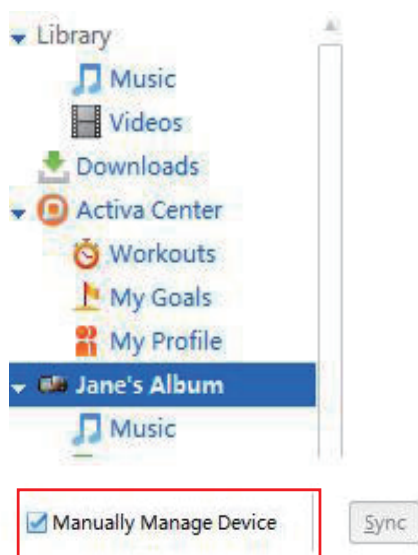 Library
Music
Videos
Downloads
Activa Center
Workouts
My Goals
My Profile
Jane's Album
Music
Manually Manage Device
Sync